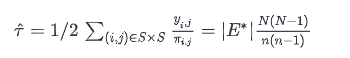 τ̂ = 1/2 ∑_{(i,j)∈S×S} y_{i,j}/π_{i,j} = |E*| N(N−1)/n(n−1)